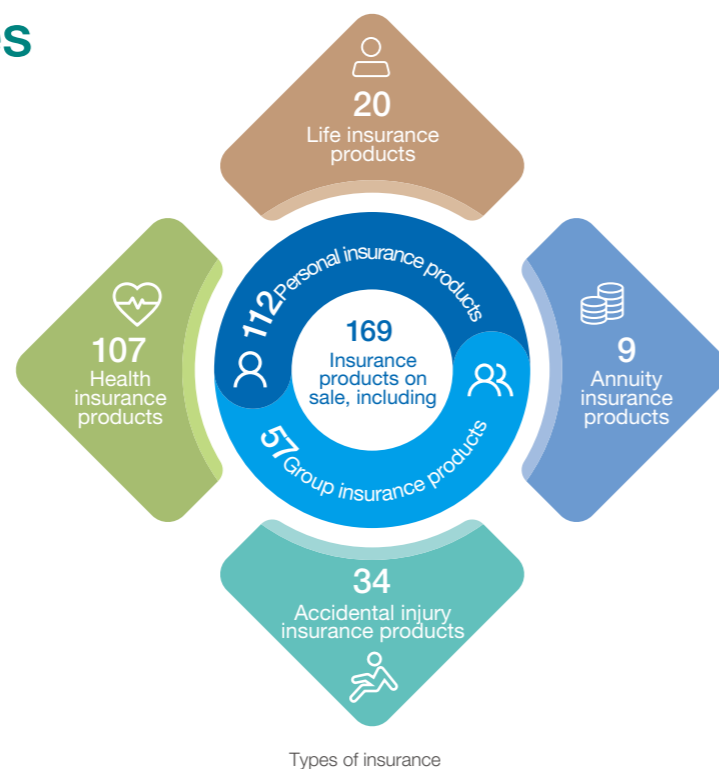 es
20
Life insurance
products
107
Health
insurance
products
112 Personal insurance products
169
Insurance
products on
sale, including
57 Group insurance products
9
Annuity
insurance
products
34
Accidental injury
insurance products
Types of insurance